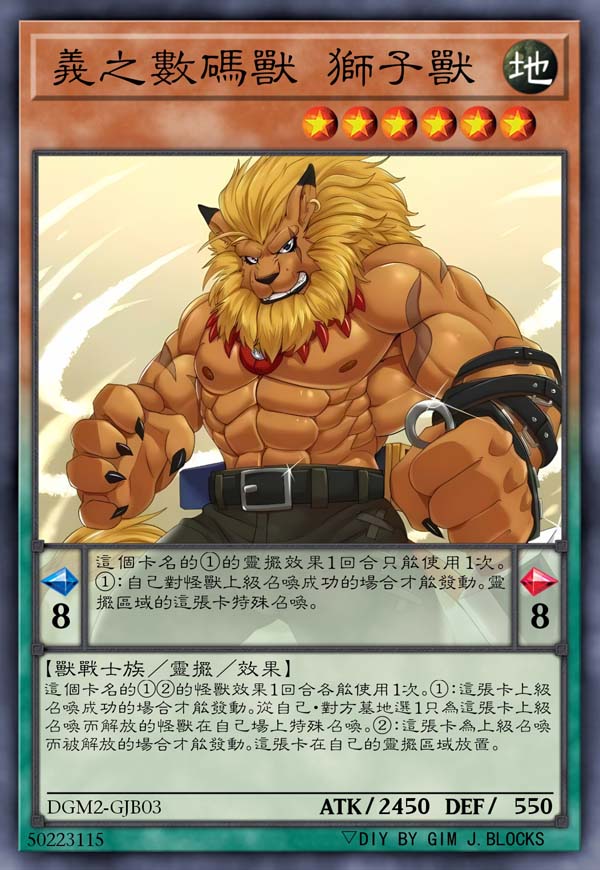 義之數碼獸 獅子獸
地
這個卡名的①的靈擺效果1回合只能使用1次。
①:自己對怪獸上級召喚成功的場合才能發動。靈
擺區域的這張卡特殊召喚。
8
8
【獸戰士族／靈擺／效果】
這個卡名的①②的怪獸效果1回合各能使用1次。①:這張卡上級
召喚成功的場合才能發動。從自己·對方墓地選1只為這張卡上級
召喚而解放的怪獸在自己場上特殊召喚。②:這張卡為上級召喚
而被解放的場合才能發動。這張卡在自己的靈擺區域放置。
DGM2-GJB03
ATK/2450 DEF/ 550
50223115
▽DIY BY GIM J.BLOCKS